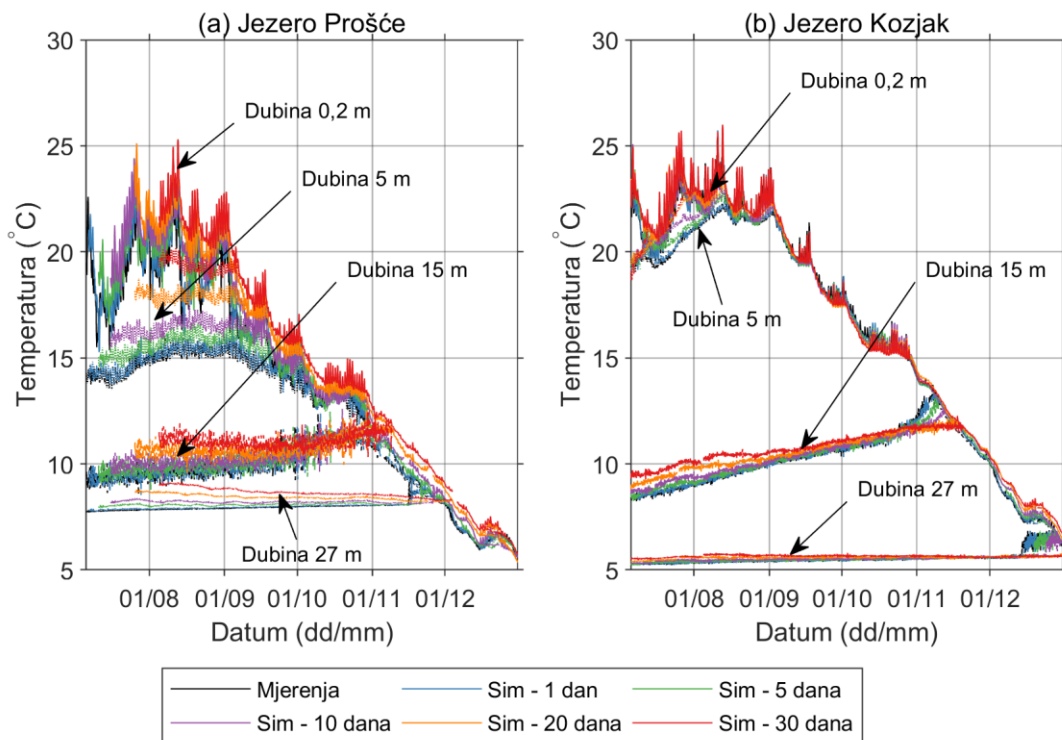 (a) Jezero Prošće
30
25
20
15
10
5
Temperatura (°C)
Dubina 0,2 m
Dubina 5 m
Dubina 15 m
Dubina 27 m
01/08 01/09 01/10 01/11 01/12
Datum (dd/mm)
(b) Jezero Kozjak
30
25
20
15
10
5
Temperatura (°C)
Dubina 0,2 m
Dubina 15 m
Dubina 5 m
Dubina 27 m
01/08 01/09 01/10 01/11 01/12
Datum (dd/mm)
Mjerenja Sim - 1 dan Sim - 5 dana
Sim - 10 dana Sim - 20 dana Sim - 30 dana